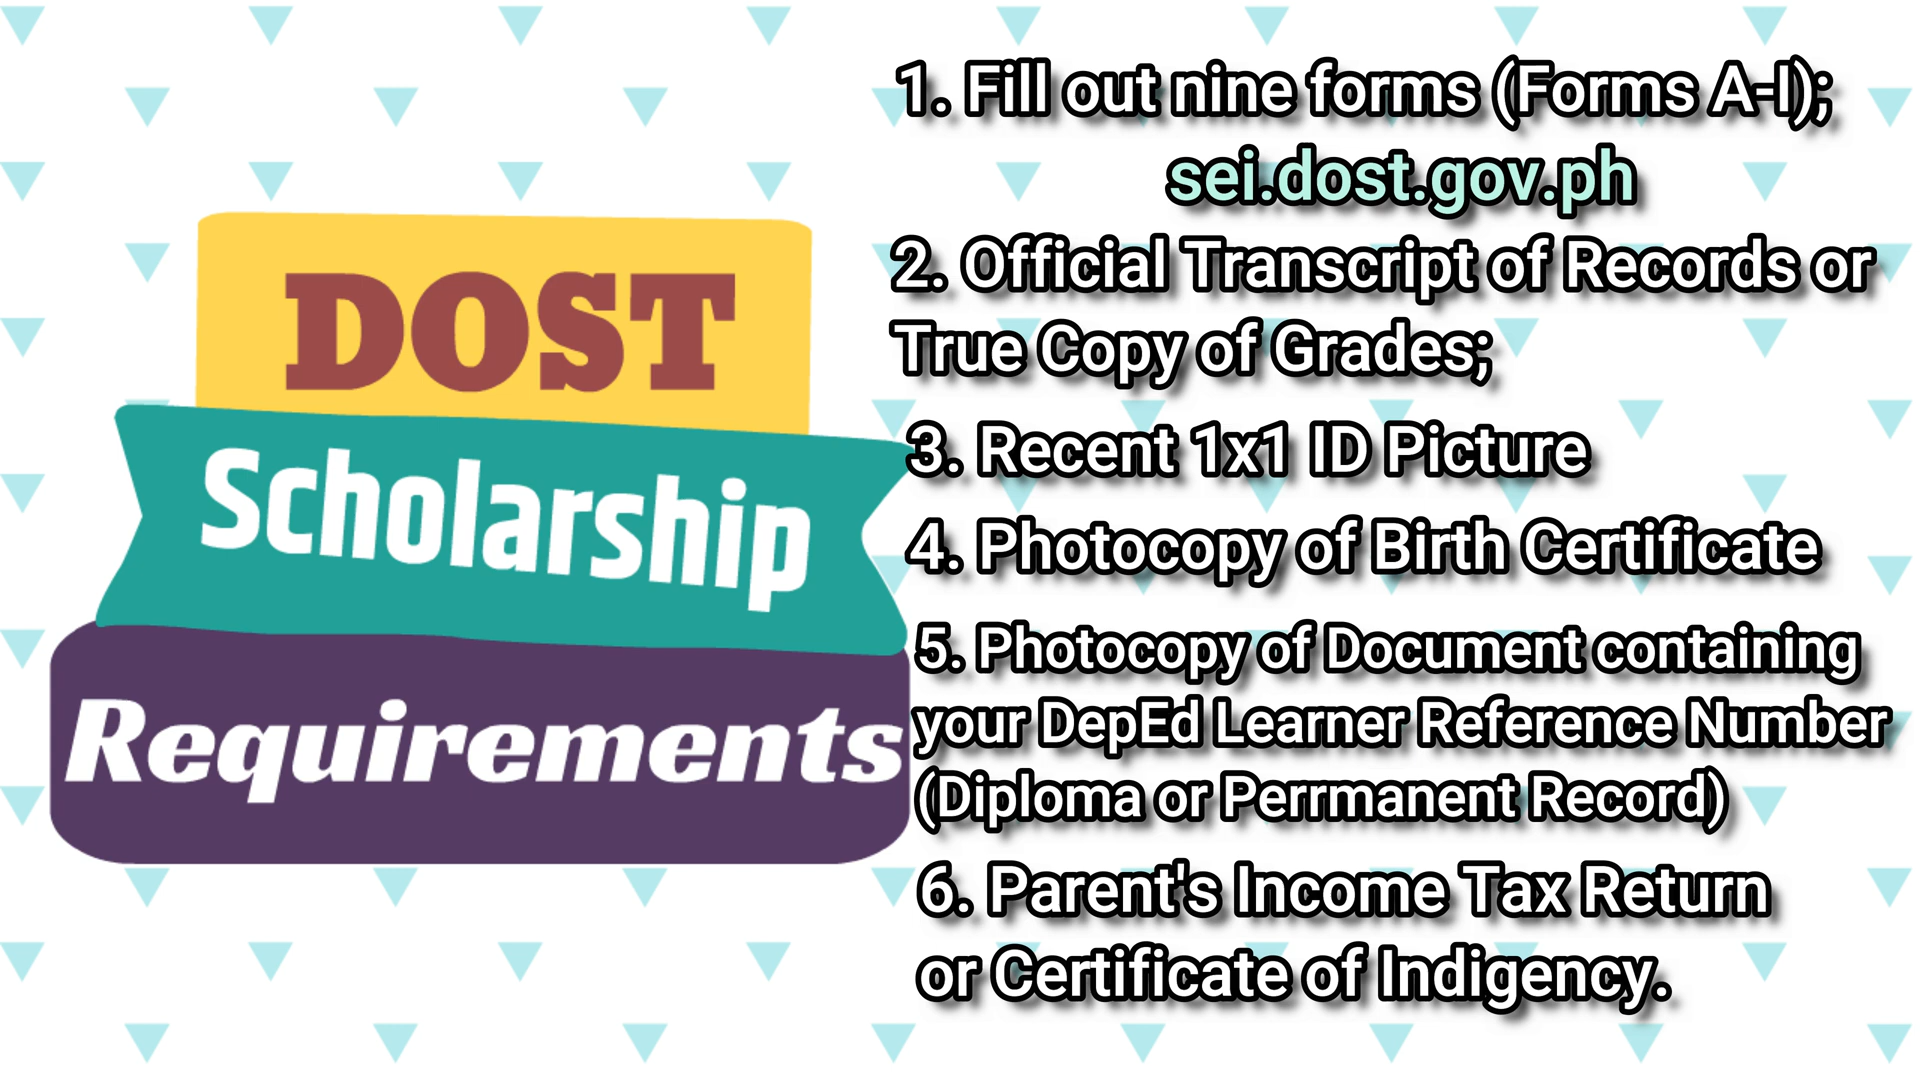 DOST
Scholarship
Requirements
1. Fill out nine forms (Forms A-I);
sei.dost.gov.ph
2. Official Transcript of Records or
True Copy of Grades;
3. Recent 1x1 ID Picture
4. Photocopy of Birth Certificate
5. Photocopy of Document containing
your DepEd Learner Reference Number
(Diploma or Perrmanent Record)
6. Parent's Income Tax Return
or Certificate of Indigency.